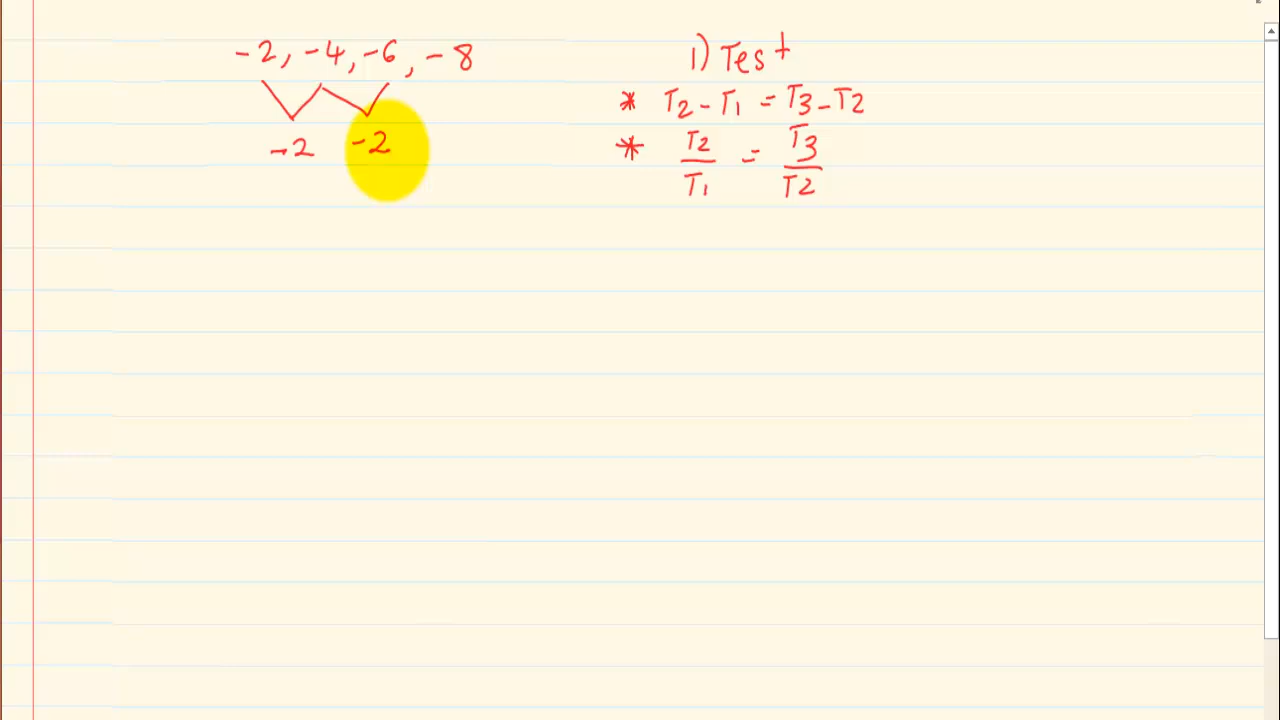 -2, -4, -6, -8
-2 -2
1) Test
* T2 - T1 = T3 - T2
* T2/T1 = T3/T2